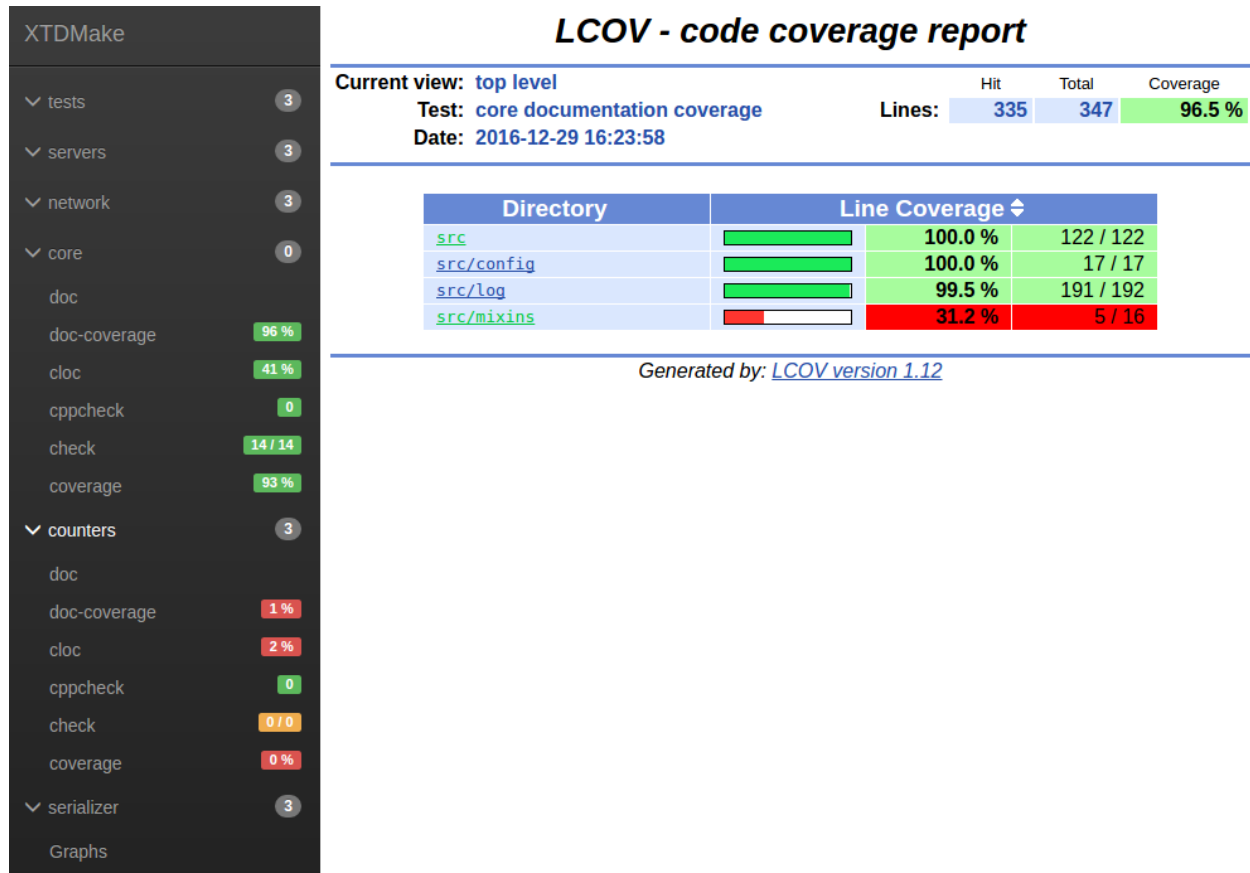 XTDMake
tests 3
servers 3
network 3
core 0
doc
doc-coverage 96 %
cloc 41 %
cppcheck 0
check 14 / 14
coverage 93 %
counters 3
doc
doc-coverage 1 %
cloc 2 %
cppcheck 0
check 0 / 0
coverage 0 %
serializer 3
Graphs
LCOV - code coverage report
Current view: top level Hit Total Coverage
Test: core documentation coverage Lines: 335 347 96.5 %
Date: 2016-12-29 16:23:58
Directory Line Coverage
src 100.0 % 122 / 122
src/config 100.0 % 17 / 17
src/log 99.5 % 191 / 192
src/mixins 31.2 % 5 / 16
Generated by: LCOV version 1.12